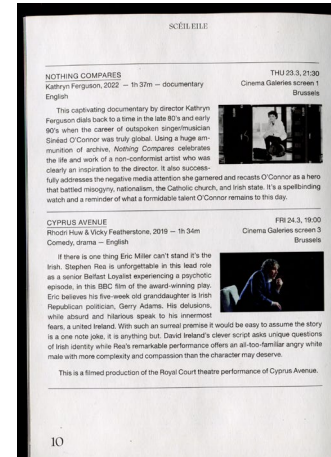 SCÉIL EILE
NOTHING COMPARES
Kathryn Ferguson, 2022 — 1h 37m – documentary
English
THU 23.3, 21:30
Cinema Galeries screen 1
Brussels
This captivating documentary by director Kathryn
Ferguson dials back to a time in the late 80's and early
90's when the career of outspoken singer/musician
Sinéad O'Connor was truly global. Using a huge am-
munition of archive, Nothing Compares celebrates
the life and work of a non-conformist artist who was
clearly an inspiration to the director. It also success-
fully addresses the negative media attention she garnered and recasts O'Connor as a hero
that battled misogyny, nationalism, the Catholic church, and Irish state. It's a spellbinding
watch and a reminder of what a formidable talent O'Connor remains to this day.
CYPRUS AVENUE
Rhodri Huw & Vicky Featherstone, 2019 — 1h 34m
Comedy, drama — English
FRI 24.3, 19:00
Cinema Galeries screen 3
Brussels
If there is one thing Eric Miller can't stand it's the
Irish. Stephen Rea is unforgettable in this lead role
as a senior Belfast Loyalist experiencing a psychotic
episode, in this BBC film of the award-winning play.
Eric believes his five-week old granddaughter is Irish
Republican politician, Gerry Adams. His delusions,
while absurd and hilarious speak to his innermost
fears, a united Ireland. With such an surreal premise it would be easy to assume the story
is a one note joke, it is anything but. David Ireland's clever script asks unique questions
of Irish identity while Rea's remarkable performance offers an all-too-familiar angry white
male with more complexity and compassion than the character may deserve.
This is a filmed production of the Royal Court theatre performance of Cyprus Avenue.
10